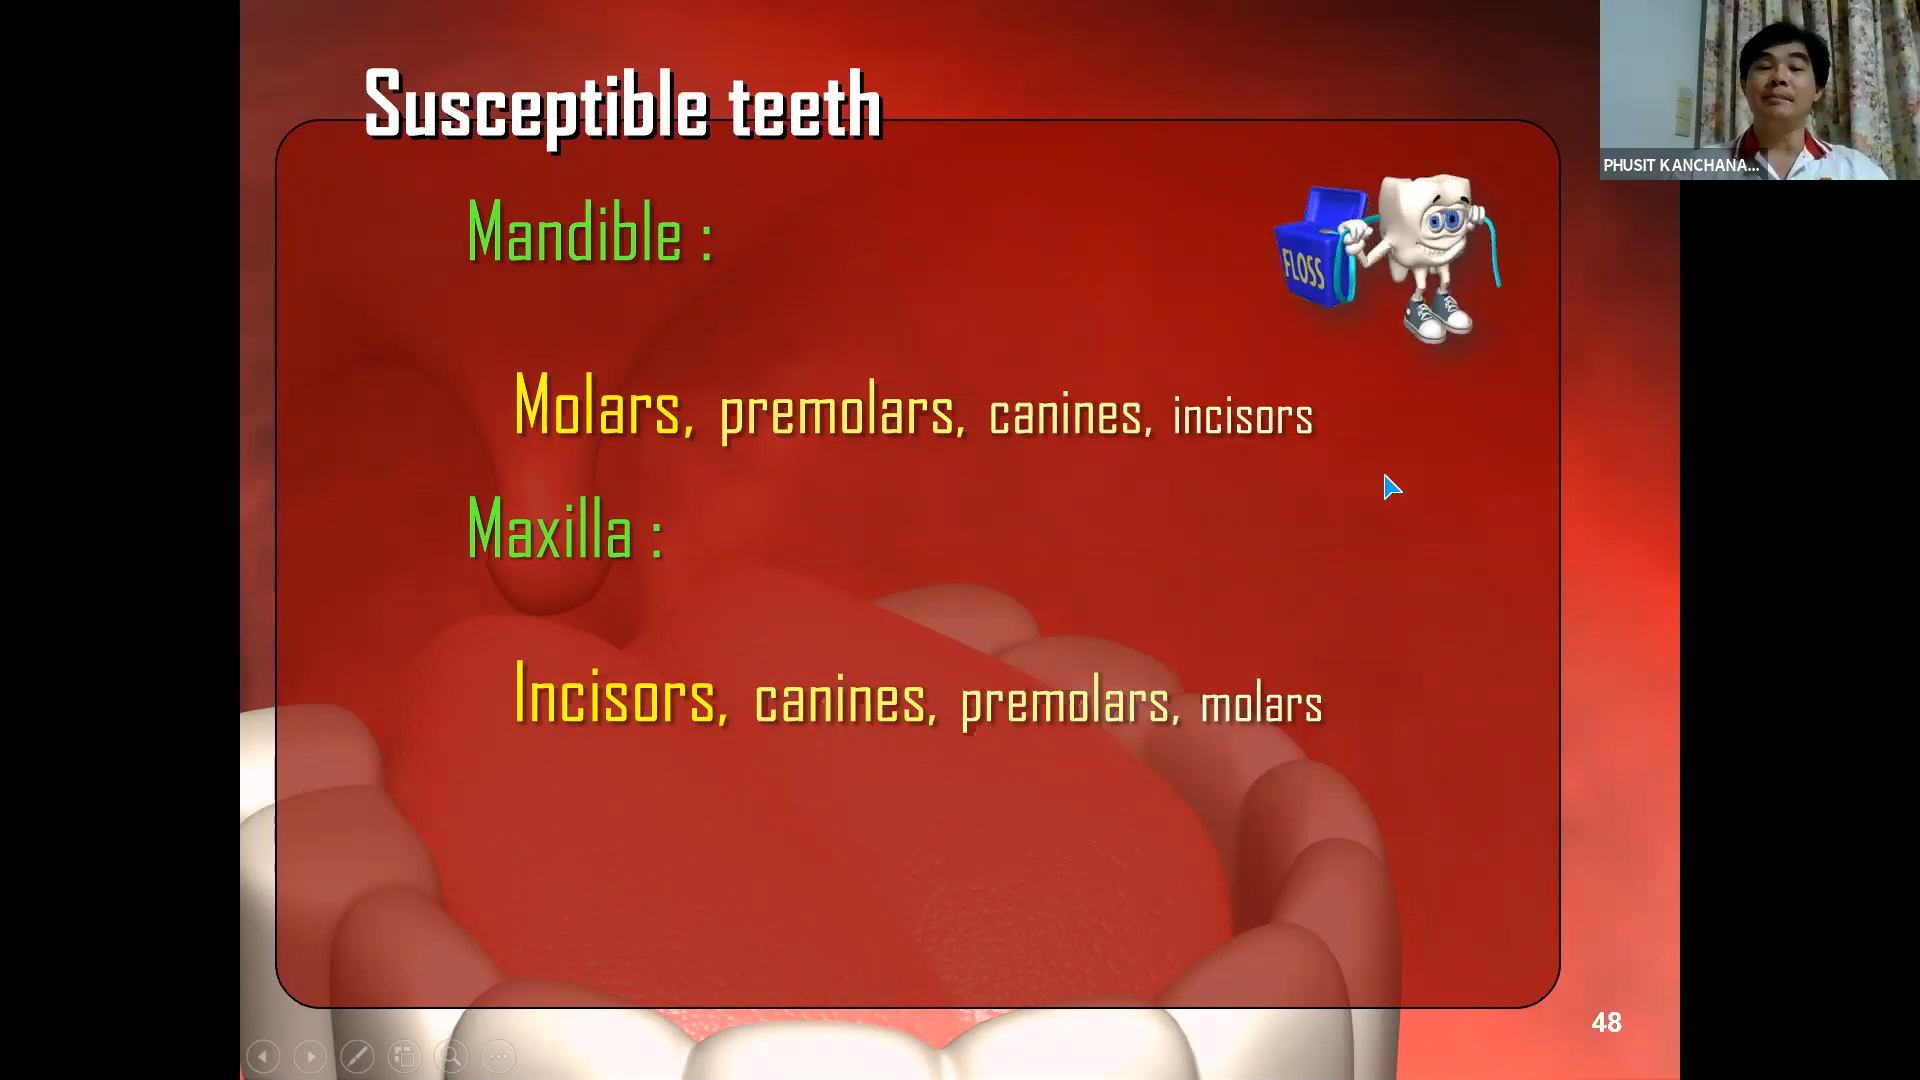 Susceptible teeth
PHUSIT KANCHANA...
Mandible :
FLOSS
Molars, premolars, canines, incisors
Maxilla :
Incisors, canines, premolars, molars
48